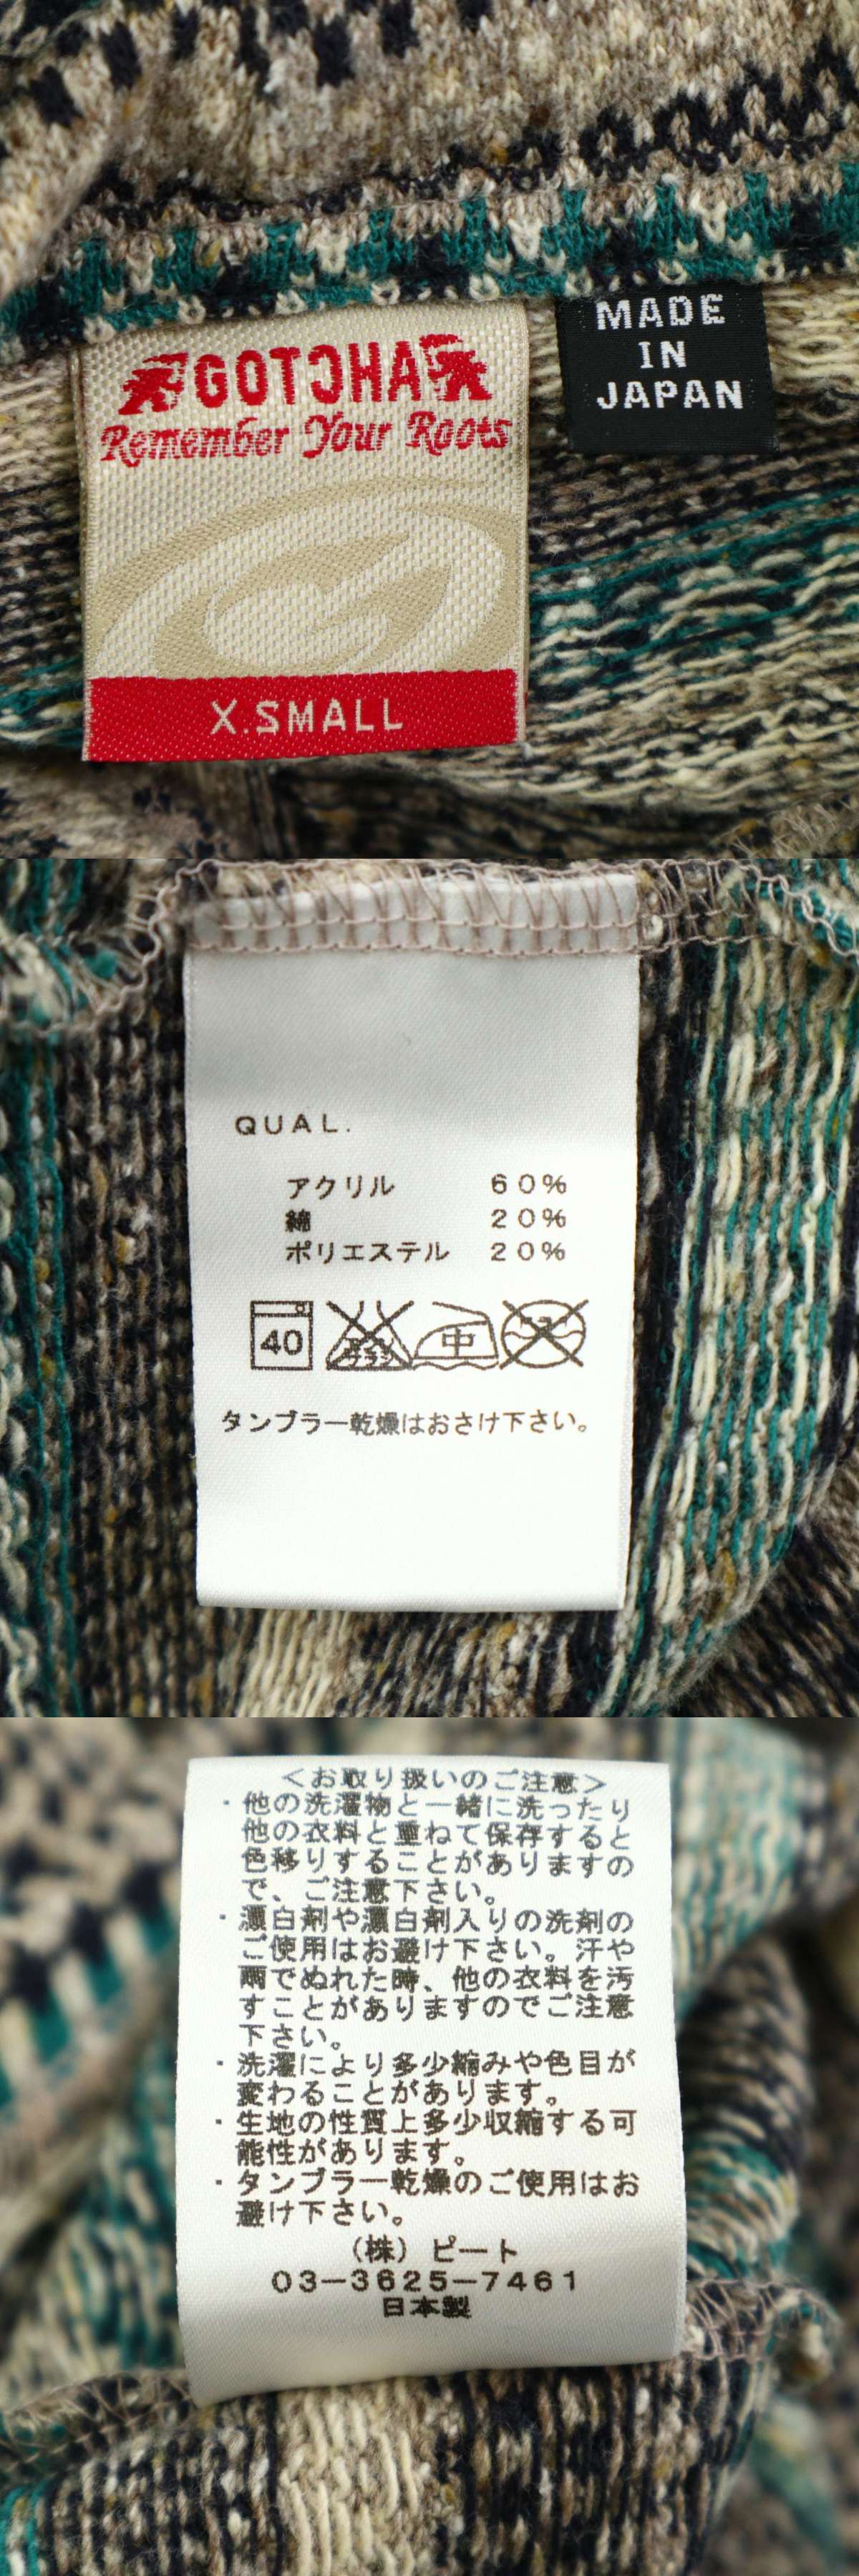 GOTCHA
Remember Your Roots
X.SMALL
MADE
IN
JAPAN
QUAL.
アクリル 60%
綿 20%
ポリエステル 20%
40 中
タンブラー乾燥はおさけ下さい。
＜お取り扱いのご注意＞
・他の洗濯物と一緒に洗ったり
他の衣料と重ねて保存すると
色移りすることがありますの
で、ご注意下さい。
・漂白剤や漂白剤入りの洗剤の
ご使用はお避け下さい。汗や
雨でぬれた時、他の衣料を汚
すことがありますのでご注意
下さい。
・洗濯により多少縮みや色目が
変わることがあります。
・生地の性質上多少収縮する可
能性があります。
・タンブラー乾燥のご使用はお
避け下さい。
（株）ピート
03-3625-7461
日本製